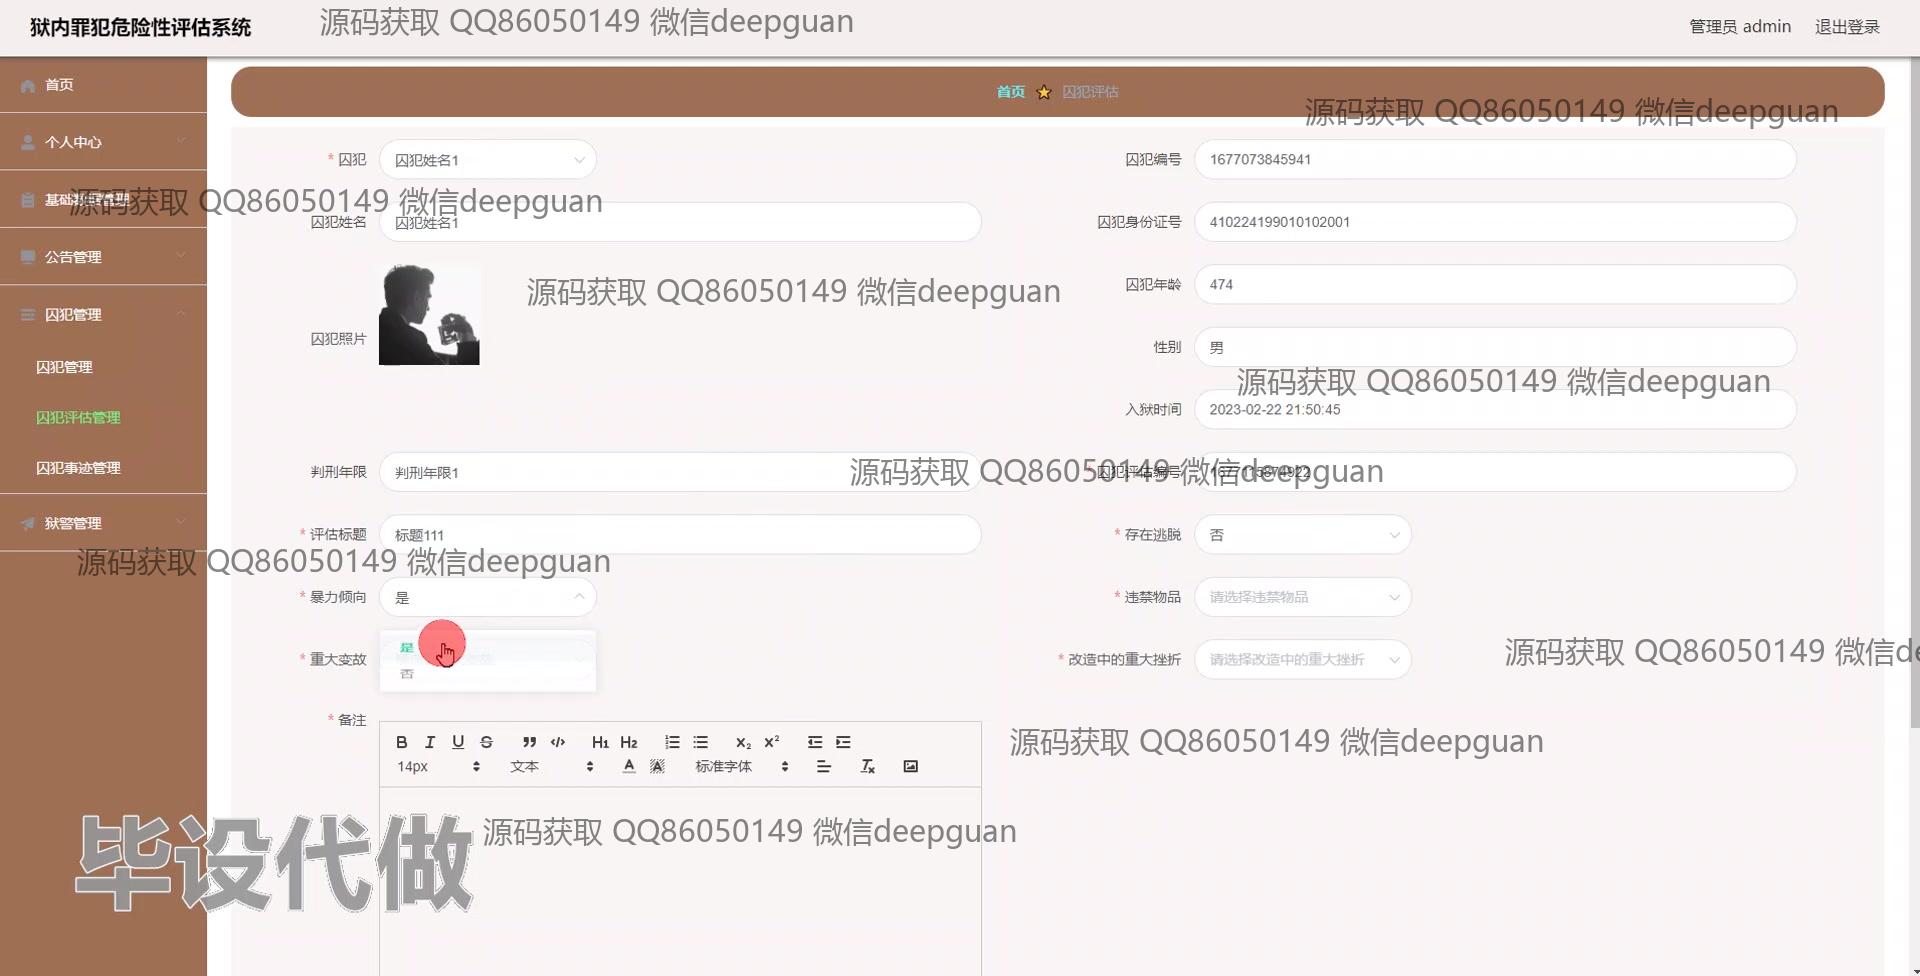 狱内罪犯危险性评估系统
源码获取 QQ86050149 微信deepguan
管理员 admin
退出登录
首页
个人中心
公告管理
囚犯管理
囚犯管理
囚犯评估管理
囚犯事迹管理
狱警管理
首页
囚犯评估
源码获取 QQ86050149 微信deepguan
* 囚犯
囚犯姓名1
囚犯编号
1677073845941
源码获取 QQ86050149 微信deepguan
囚犯姓名
囚犯姓名1
囚犯身份证号
410224199010102001
源码获取 QQ86050149 微信deepguan
囚犯年龄
474
囚犯照片
性别
男
源码获取 QQ86050149 微信deepguan
入狱时间
2023-02-22 21:50:45
判刑年限
判刑年限1
源码获取 QQ86050149 微信deepguan
囚犯评估编号
* 评估标题
标题111
* 存在逃脱
否
源码获取 QQ86050149 微信deepguan
* 暴力倾向
是
* 违禁物品
请选择违禁物品
是
否
* 重大变故
* 改造中的重大挫折
请选择改造中的重大挫折
源码获取 QQ86050149 微信d
* 备注
B I U S
H1 H2
X2 X2
14px
文本
A A
标准字体
源码获取 QQ86050149 微信deepguan
源码获取 QQ86050149 微信deepguan
毕设代做